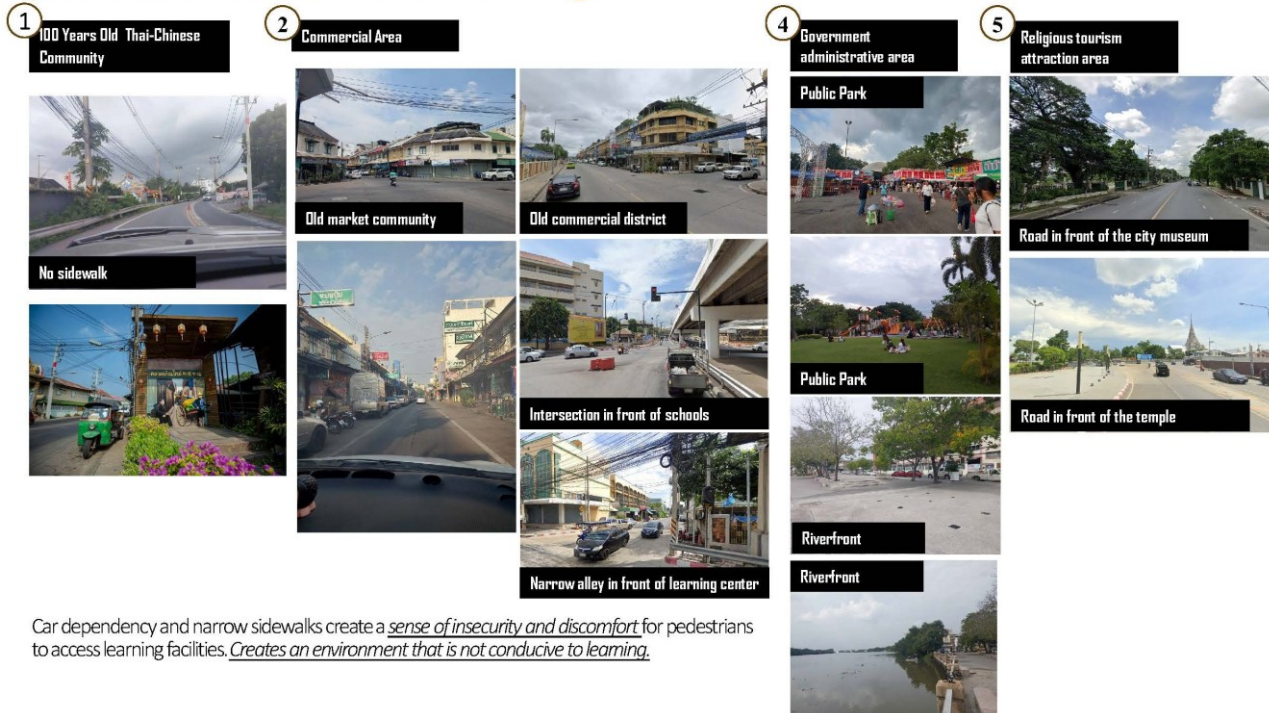 1
100 Years Old Thai-Chinese
Community
No sidewalk
2
Commercial Area
Old market community
Old commercial district
Intersection in front of schools
Narrow alley in front of learning center
4
Government
administrative area
Public Park
Public Park
Riverfront
Riverfront
5
Religious tourism
attraction area
Road in front of the city museum
Road in front of the temple
Car dependency and narrow sidewalks create a sense of insecurity and discomfort for pedestrians
to access learning facilities. Creates an environment that is not conducive to learning.